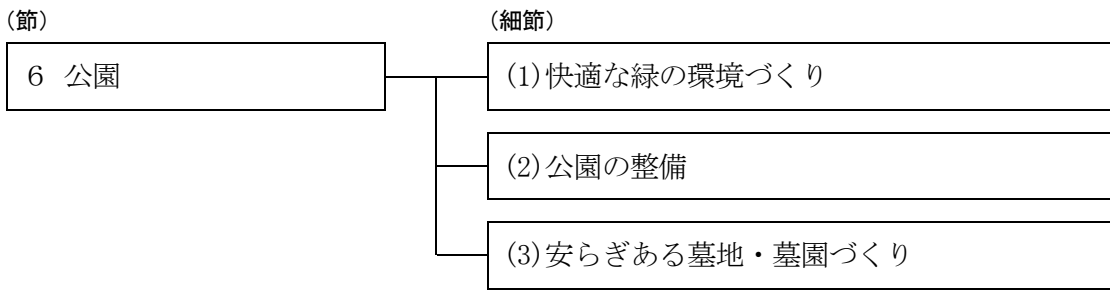 （節）
（細節）
６ 公園
(1)快適な緑の環境づくり
(2)公園の整備
(3)安らぎある墓地・墓園づくり